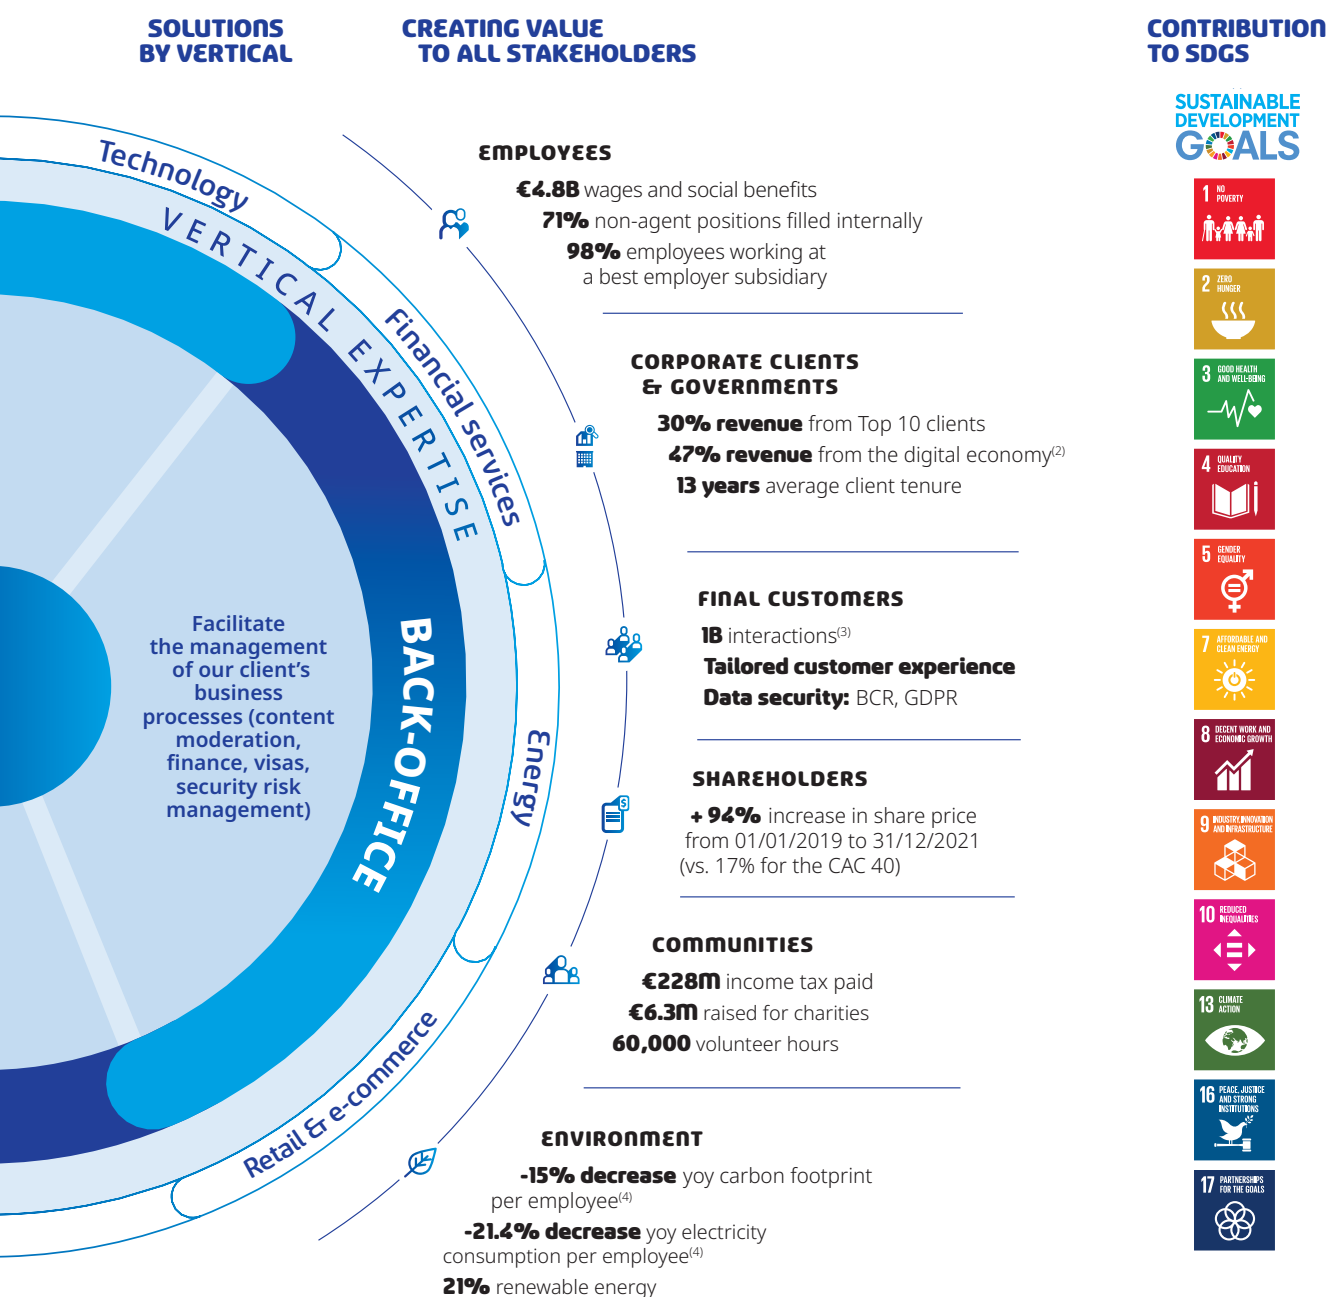 SOLUTIONS
BY VERTICAL
CREATING VALUE
TO ALL STAKEHOLDERS
CONTRIBUTION
TO SDGS
Technology
Financial services
Energy
Retail & e-commerce
VERTICAL EXPERTISE
BACK-OFFICE
Facilitate
the management
of our client's
business
processes (content
moderation,
finance, visas,
security risk
management)
EMPLOYEES
€4.8B wages and social benefits
71% non-agent positions filled internally
98% employees working at
a best employer subsidiary
CORPORATE CLIENTS
& GOVERNMENTS
30% revenue from Top 10 clients
47% revenue from the digital economy(2)
13 years average client tenure
FINAL CUSTOMERS
1B interactions(3)
Tailored customer experience
Data security: BCR, GDPR
SHAREHOLDERS
+ 94% increase in share price
from 01/01/2019 to 31/12/2021
(vs. 17% for the CAC 40)
COMMUNITIES
€228M income tax paid
€6.3M raised for charities
60,000 volunteer hours
ENVIRONMENT
-15% decrease yoy carbon footprint
per employee(4)
-21.4% decrease yoy electricity
consumption per employee(4)
21% renewable energy
SUSTAINABLE
DEVELOPMENT
GOALS
1 NO
POVERTY
2 ZERO
HUNGER
3 GOOD HEALTH
AND WELL-BEING
4 QUALITY
EDUCATION
5 GENDER
EQUALITY
7 AFFORDABLE AND
CLEAN ENERGY
8 DECENT WORK AND
ECONOMIC GROWTH
9 INDUSTRY, INNOVATION
AND INFRASTRUCTURE
10 REDUCED
INEQUALITIES
13 CLIMATE
ACTION
16 PEACE, JUSTICE
AND STRONG
INSTITUTIONS
17 PARTNERSHIPS
FOR THE GOALS